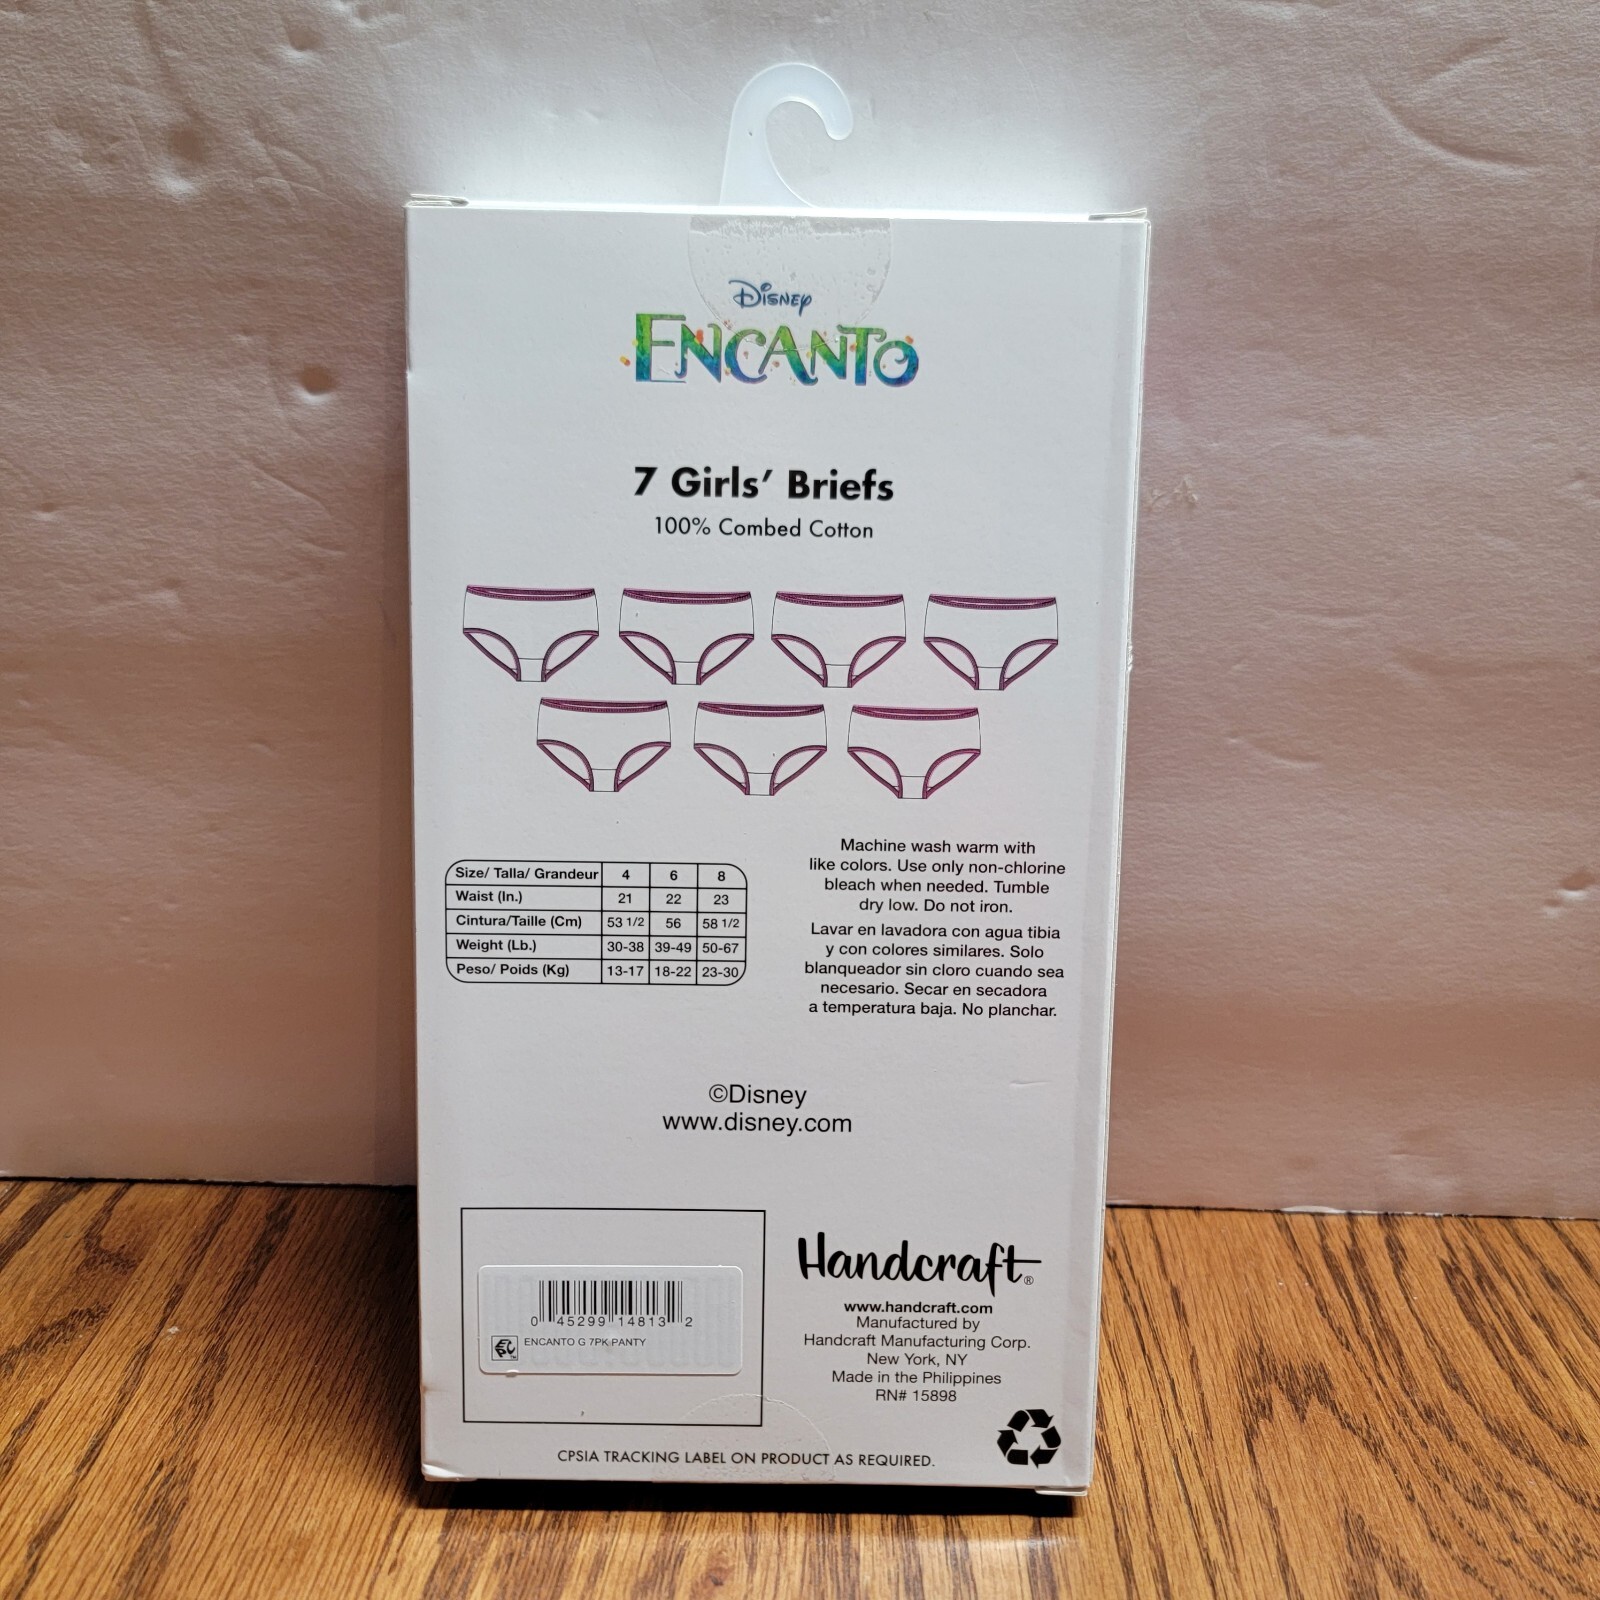 Disney
ENCANTO
7 Girls' Briefs
100% Combed Cotton
Size/ Talla/ Grandeur 4 6 8
Waist (In.) 21 22 23
Cintura/Taille (Cm) 53 1/2 56 58 1/2
Weight (Lb.) 30-38 39-49 50-67
Peso/ Poids (Kg) 13-17 18-22 23-30
Machine wash warm with
like colors. Use only non-chlorine
bleach when needed. Tumble
dry low. Do not iron.
Lavar en lavadora con agua tibia
y con colores similares. Solo
blanqueador sin cloro cuando sea
necesario. Secar en secadora
a temperatura baja. No planchar.
©Disney
www.disney.com
0 45299 14813 2
ENCANTO G 7PK PANTY
Handcraft®
www.handcraft.com
Manufactured by
Handcraft Manufacturing Corp.
New York, NY
Made in the Philippines
RN# 15898
CPSIA TRACKING LABEL ON PRODUCT AS REQUIRED.